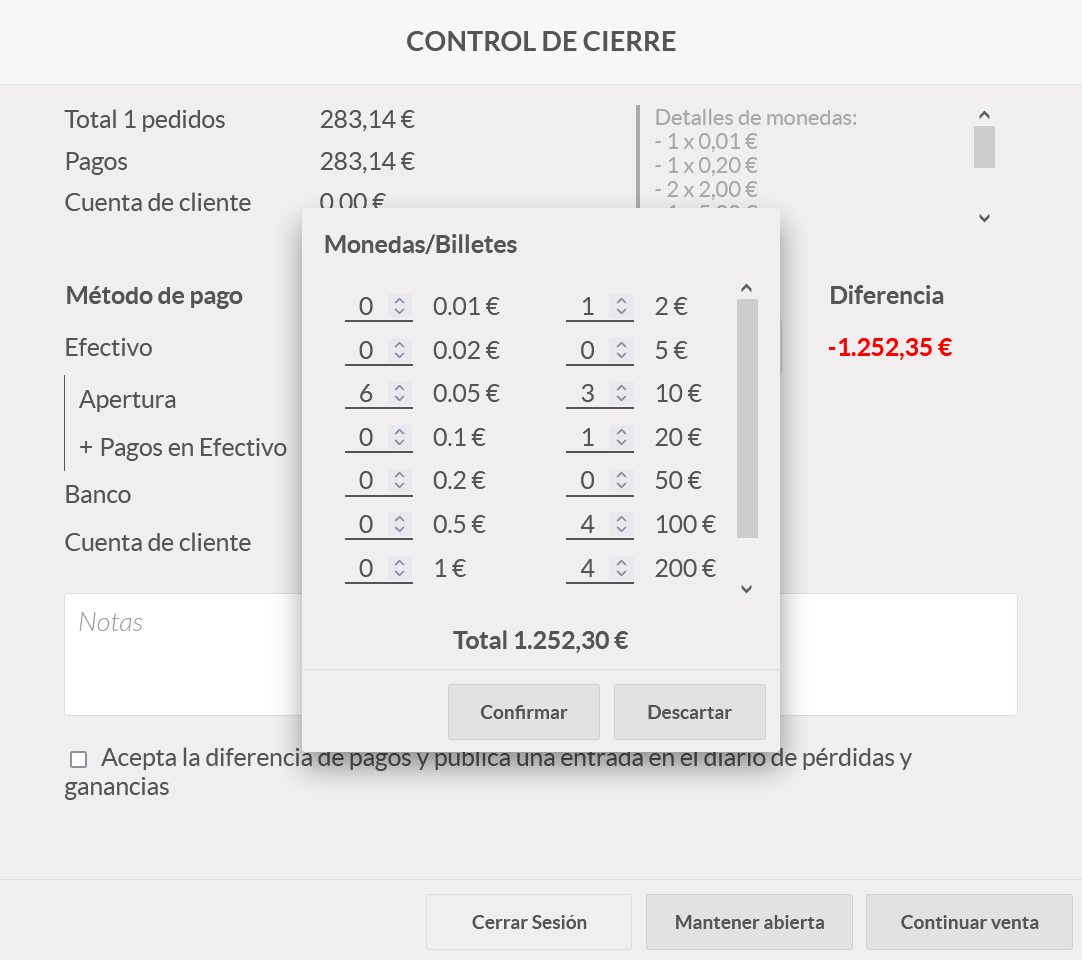 CONTROL DE CIERRE
Total 1 pedidos 283,14 €
Pagos 283,14 €
Cuenta de cliente 0,00 €
Detalles de monedas:
- 1 x 0,01 €
- 1 x 0,20 €
- 2 x 2,00 €
Monedas/Billetes
0 0.01 € 1 2 €
0 0.02 € 0 5 €
6 0.05 € 3 10 €
0 0.1 € 1 20 €
0 0.2 € 0 50 €
0 0.5 € 4 100 €
0 1 € 4 200 €
Total 1.252,30 €
Confirmar Descartar
Método de pago Diferencia
Efectivo -1.252,35 €
Apertura
+ Pagos en Efectivo
Banco
Cuenta de cliente
Notas
Acepta la diferencia de pagos y publica una entrada en el diario de pérdidas y
ganancias
Cerrar Sesión Mantener abierta Continuar venta